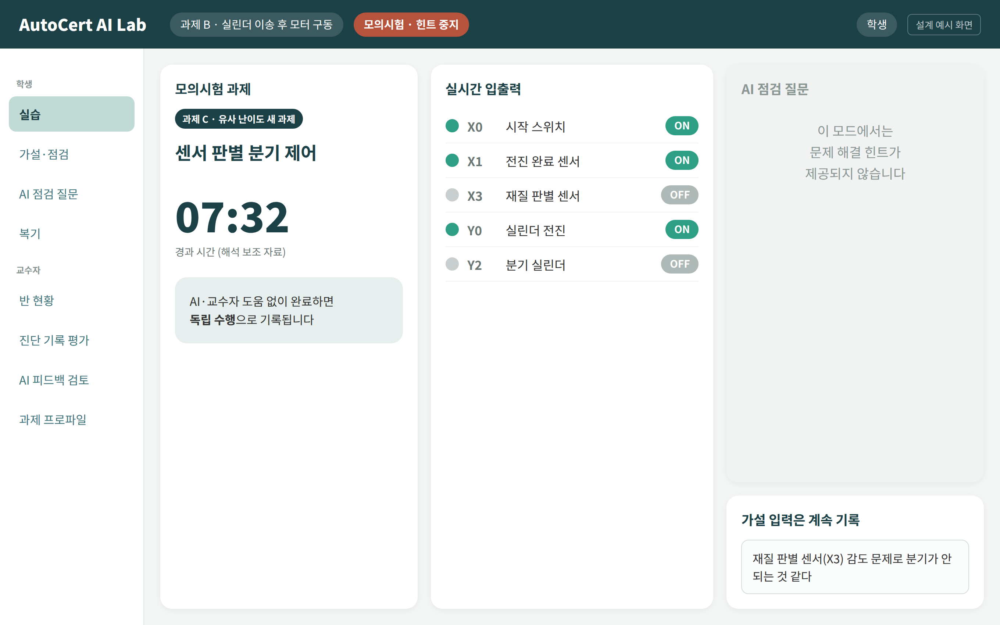 AutoCert AI Lab
과제 B · 실린더 이송 후 모터 구동
모의시험 · 힌트 중지
학생
설계 예시 화면
학생
실습
가설·점검
AI 점검 질문
복기
교수자
반 현황
진단 기록 평가
AI 피드백 검토
과제 프로파일
모의시험 과제
과제 C · 유사 난이도 새 과제
센서 판별 분기 제어
07:32
경과 시간 (해석 보조 자료)
AI·교수자 도움 없이 완료하면
독립 수행으로 기록됩니다
실시간 입출력
X0 시작 스위치 ON
X1 전진 완료 센서 ON
X3 재질 판별 센서 OFF
Y0 실린더 전진 ON
Y2 분기 실린더 OFF
AI 점검 질문
이 모드에서는
문제 해결 힌트가
제공되지 않습니다
가설 입력은 계속 기록
재질 판별 센서(X3) 감도 문제로 분기가 안
되는 것 같다